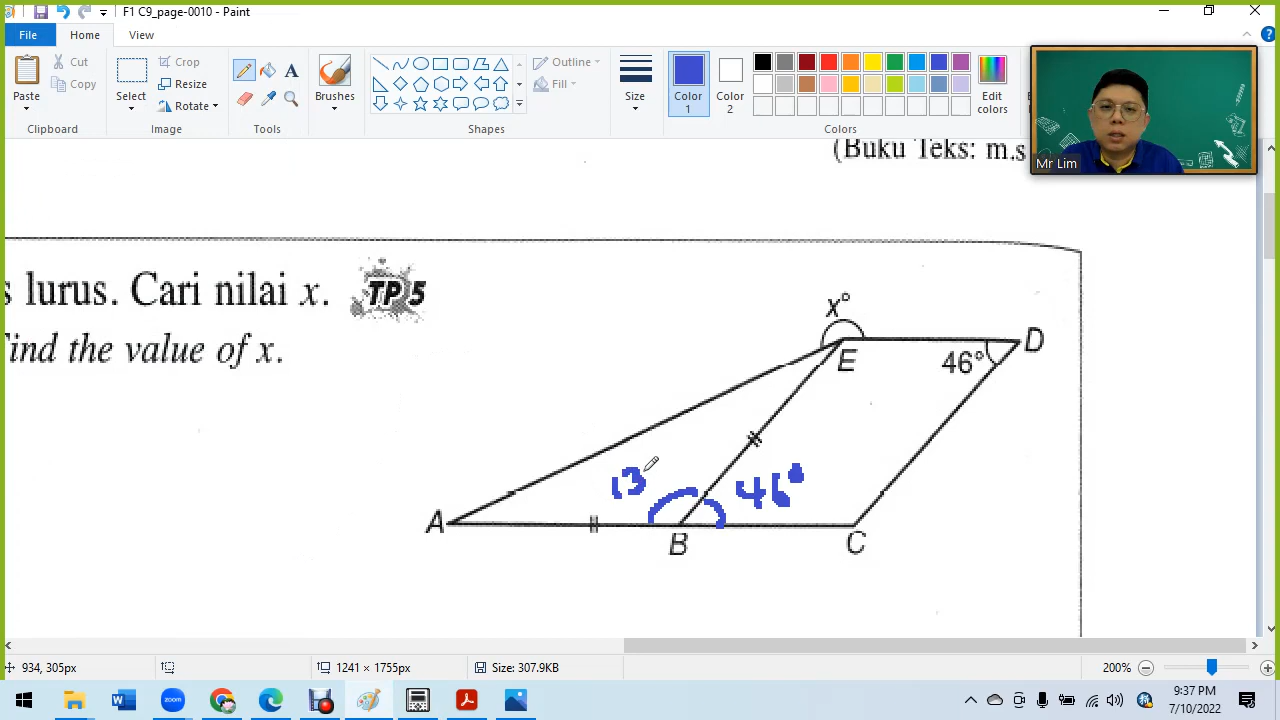 F1 C9_page-0010 - Paint
File Home View
Paste
Cut
Copy
Clipboard
Select
Crop
Resize
Rotate
Image
A
Tools
Brushes
Outline
Fill
Shapes
Size
Color 1
Color 2
Edit colors
Colors
Mr Lim
(Buku Teks: m.s
s lurus. Cari nilai x. TP 5
Find the value of x.
x°
E
D
46°
13
46°
A
B
C
934, 305px
1241 × 1755px
Size: 307.9KB
200%
W
zoom
9:37 PM
7/10/2022